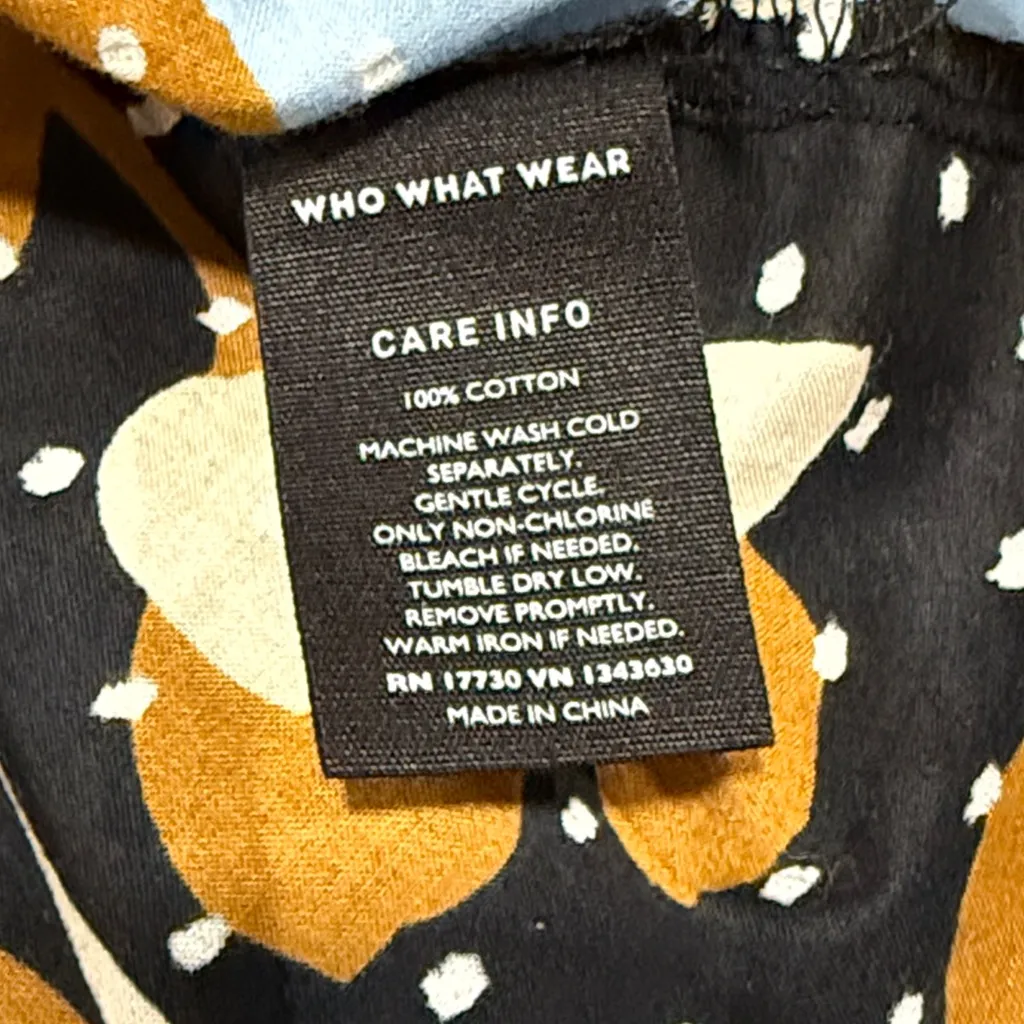 WHO WHAT WEAR
CARE INFO
100% COTTON
MACHINE WASH COLD
SEPARATELY.
GENTLE CYCLE.
ONLY NON-CHLORINE
BLEACH IF NEEDED.
TUMBLE DRY LOW.
REMOVE PROMPTLY.
WARM IRON IF NEEDED.
RN 17730 VN 1343630
MADE IN CHINA